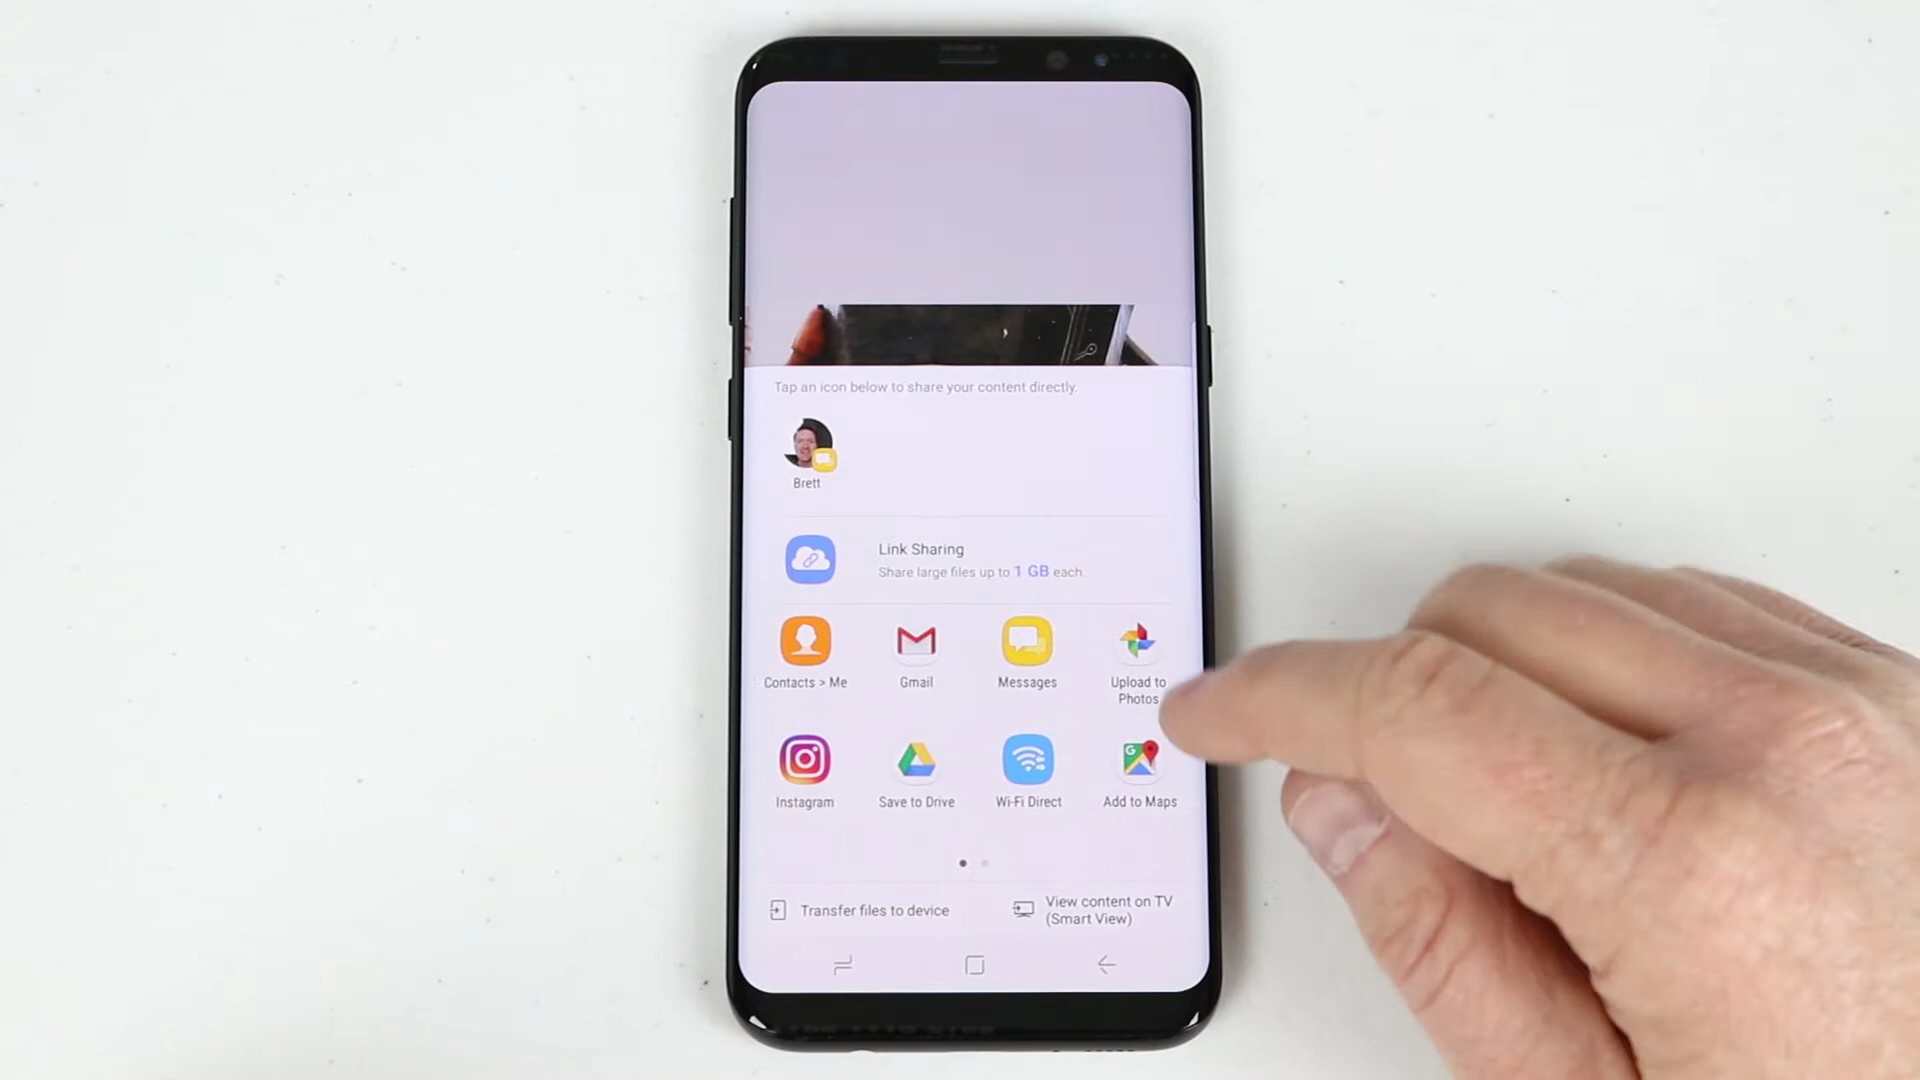 Tap an icon below to share your content directly.
Brett
Link Sharing
Share large files up to 1 GB each.
Contacts > Me
Gmail
Messages
Upload to
Photos
Instagram
Save to Drive
Wi-Fi Direct
G
Add to Maps
Transfer files to device
View content on TV
(Smart View)